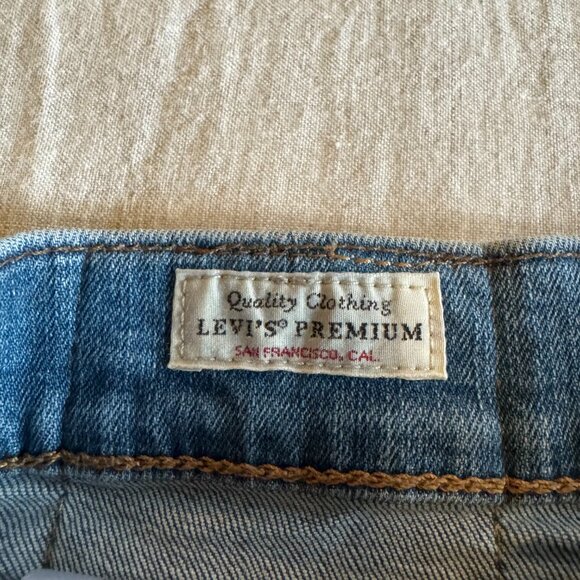 Quality Clothing
LEVI'S® PREMIUM
SAN FRANCISCO, CAL.